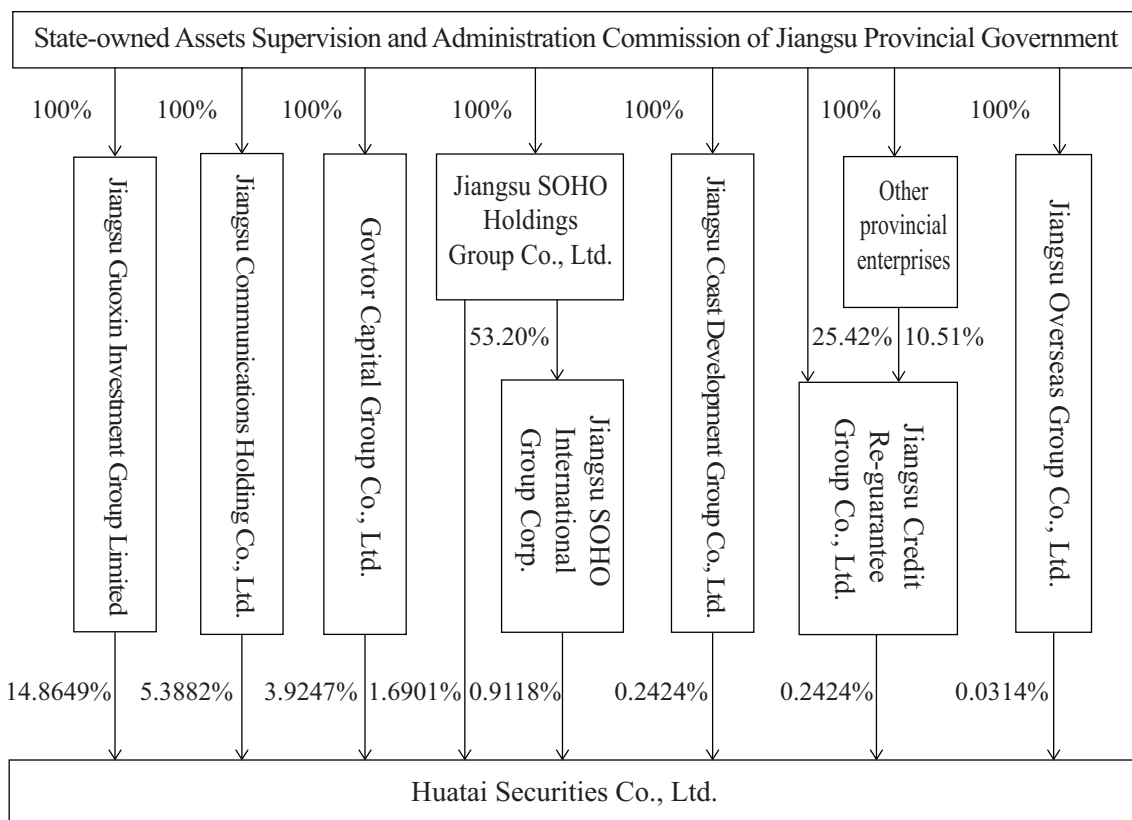 State-owned Assets Supervision and Administration Commission of Jiangsu Provincial Government
100%
100%
100%
100%
100%
100%
100%
Jiangsu Guoxin Investment Group Limited
Jiangsu Communications Holding Co., Ltd.
Govtor Capital Group Co., Ltd.
Jiangsu SOHO
Holdings
Group Co., Ltd.
Jiangsu Coast Development Group Co., Ltd.
Other
provincial
enterprises
Jiangsu Overseas Group Co., Ltd.
53.20%
25.42%
10.51%
Jiangsu SOHO
International
Group Corp.
Jiangsu Credit
Re-guarantee
Group Co., Ltd.
14.8649%
5.3882%
3.9247%
1.6901%
0.9118%
0.2424%
0.2424%
0.0314%
Huatai Securities Co., Ltd.